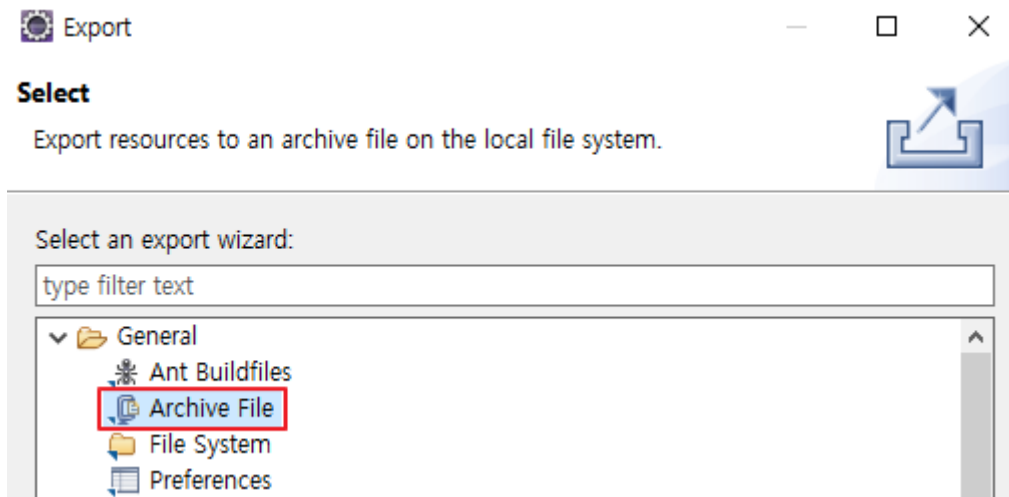 Export
Select
Export resources to an archive file on the local file system.
Select an export wizard:
type filter text
General
Ant Buildfiles
Archive File
File System
Preferences